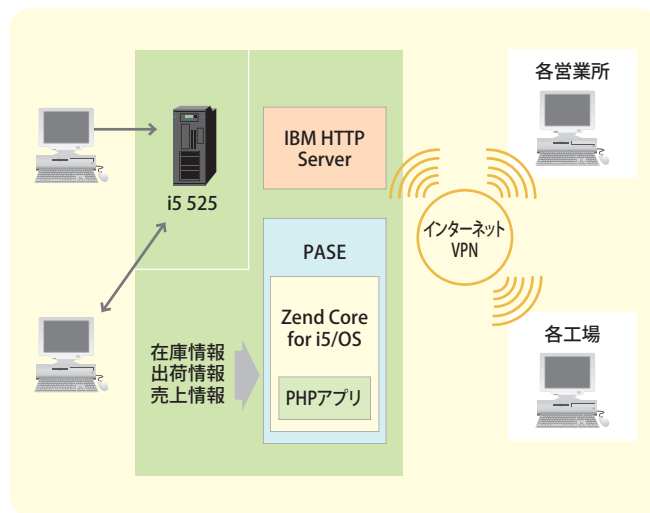 各営業所
IBM HTTP
Server
i5 525
インターネット
VPN
PASE
Zend Core
for i5/OS
各工場
在庫情報
出荷情報
売上情報
PHPアプリ